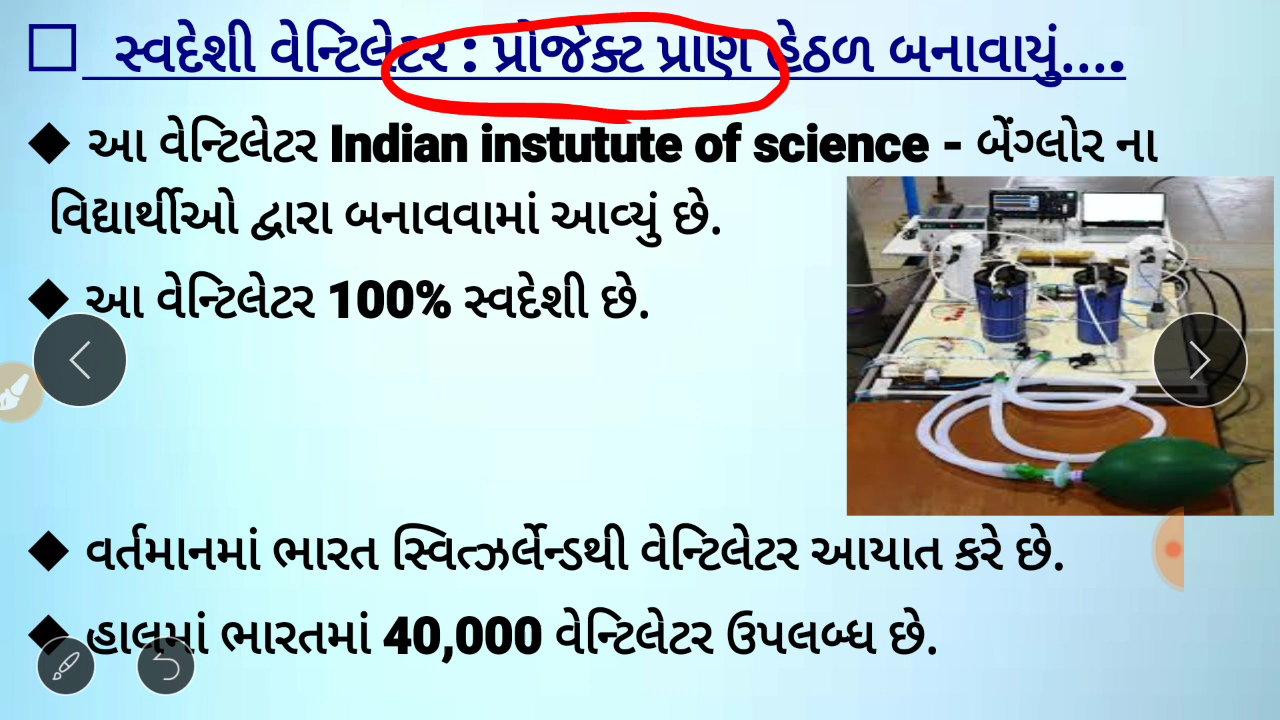 સ્વદેશી વેન્ટિલેટર : પ્રોજેક્ટ પ્રાણ હેઠળ બનાવાયું....
આ વેન્ટિલેટર Indian instutute of science - બેંગ્લોર ના
વિદ્યાર્થીઓ દ્વારા બનાવવામાં આવ્યું છે.
આ વેન્ટિલેટર 100% સ્વદેશી છે.
વર્તમાનમાં ભારત સ્વિત્ઝર્લેન્ડથી વેન્ટિલેટર આયાત કરે છે.
હાલમાં ભારતમાં 40,000 વેન્ટિલેટર ઉપલબ્ધ છે.